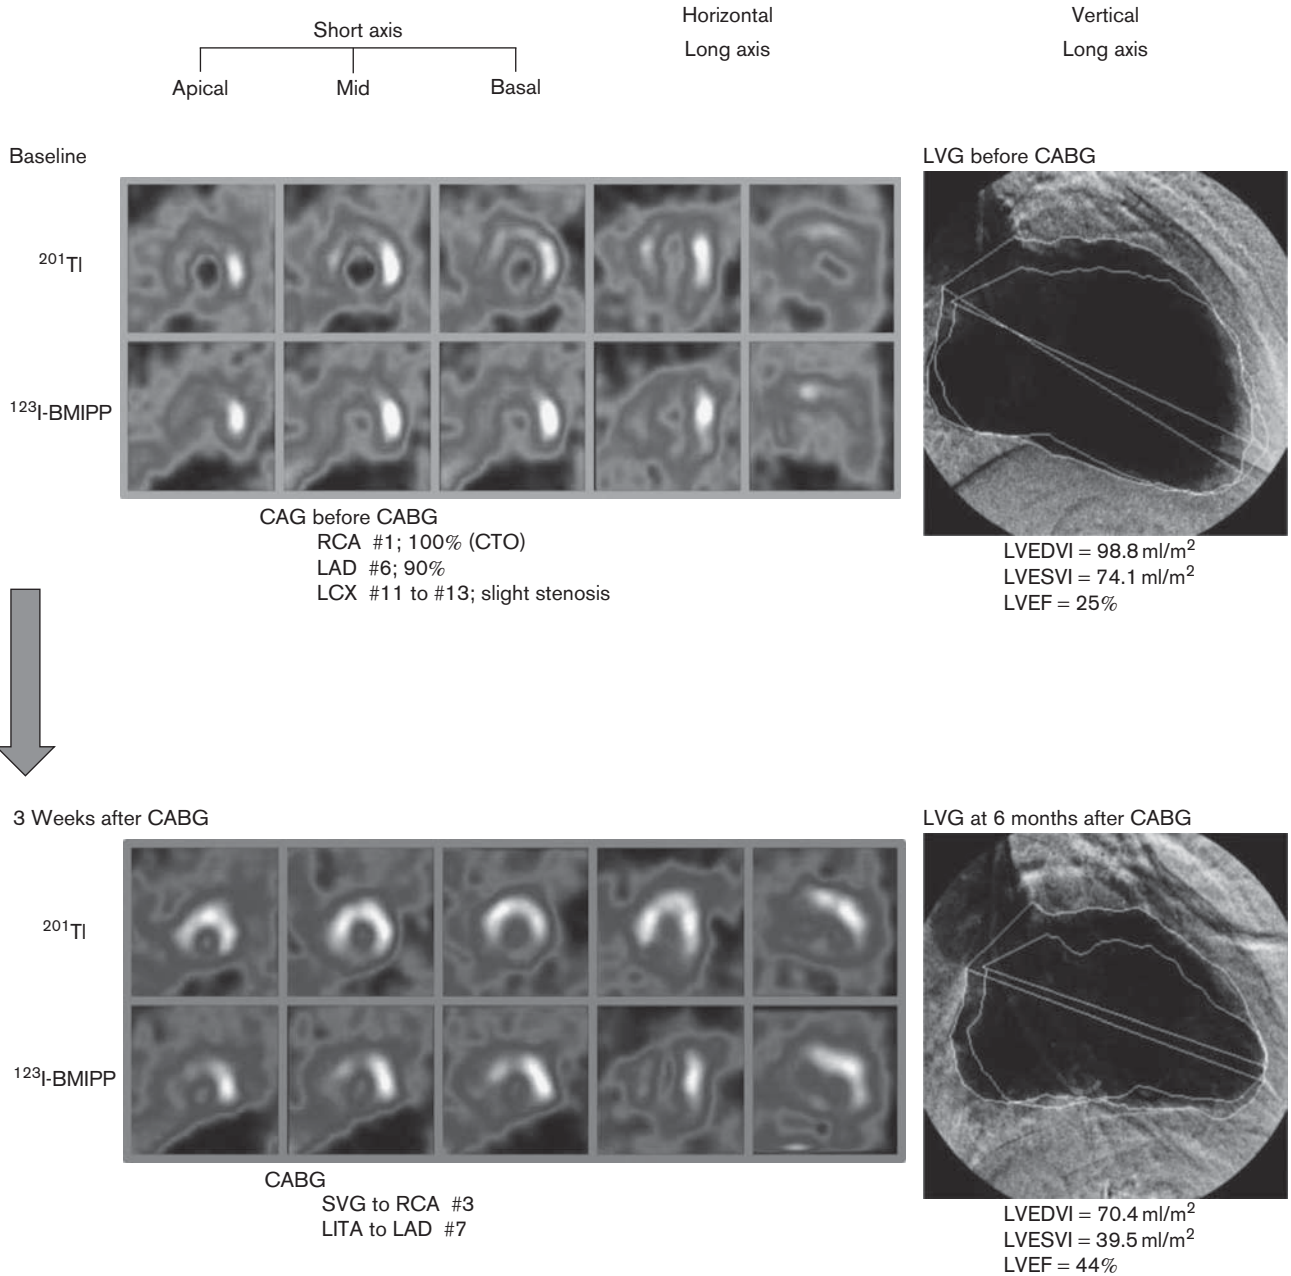 Short axis
Horizontal
Long axis
Vertical
Long axis
Apical
Mid
Basal
Baseline
LVG before CABG
201Tl
123I-BMIPP
CAG before CABG
RCA #1; 100% (CTO)
LAD #6; 90%
LCX #11 to #13; slight stenosis
LVEDVI = 98.8 ml/m2
LVESVI = 74.1 ml/m2
LVEF = 25%
3 Weeks after CABG
LVG at 6 months after CABG
201Tl
123I-BMIPP
CABG
SVG to RCA #3
LITA to LAD #7
LVEDVI = 70.4 ml/m2
LVESVI = 39.5 ml/m2
LVEF = 44%